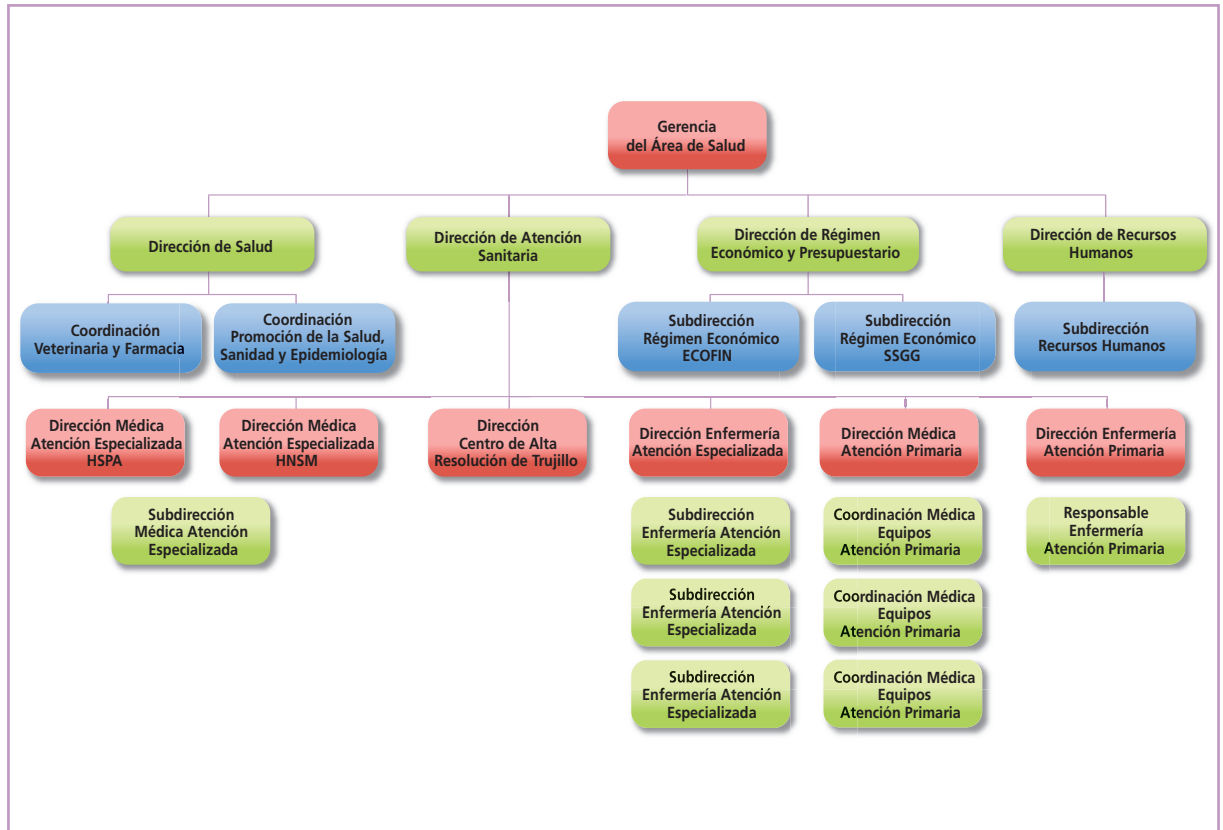 Gerencia
del Área de Salud
Dirección de Salud
Dirección de Atención
Sanitaria
Dirección de Régimen
Económico y Presupuestario
Dirección de Recursos
Humanos
Coordinación
Veterinaria y Farmacia
Coordinación
Promoción de la Salud,
Sanidad y Epidemiología
Subdirección
Régimen Económico
ECOFIN
Subdirección
Régimen Económico
SSGG
Subdirección
Recursos Humanos
Dirección Médica
Atención Especializada
HSPA
Dirección Médica
Atención Especializada
HNSM
Dirección
Centro de Alta
Resolución de Trujillo
Dirección Enfermería
Atención Especializada
Dirección Médica
Atención Primaria
Dirección Enfermería
Atención Primaria
Subdirección
Médica Atención
Especializada
Subdirección
Enfermería Atención
Especializada
Coordinación Médica
Equipos
Atención Primaria
Responsable
Enfermería
Atención Primaria
Subdirección
Enfermería Atención
Especializada
Coordinación Médica
Equipos
Atención Primaria
Subdirección
Enfermería Atención
Especializada
Coordinación Médica
Equipos
Atención Primaria